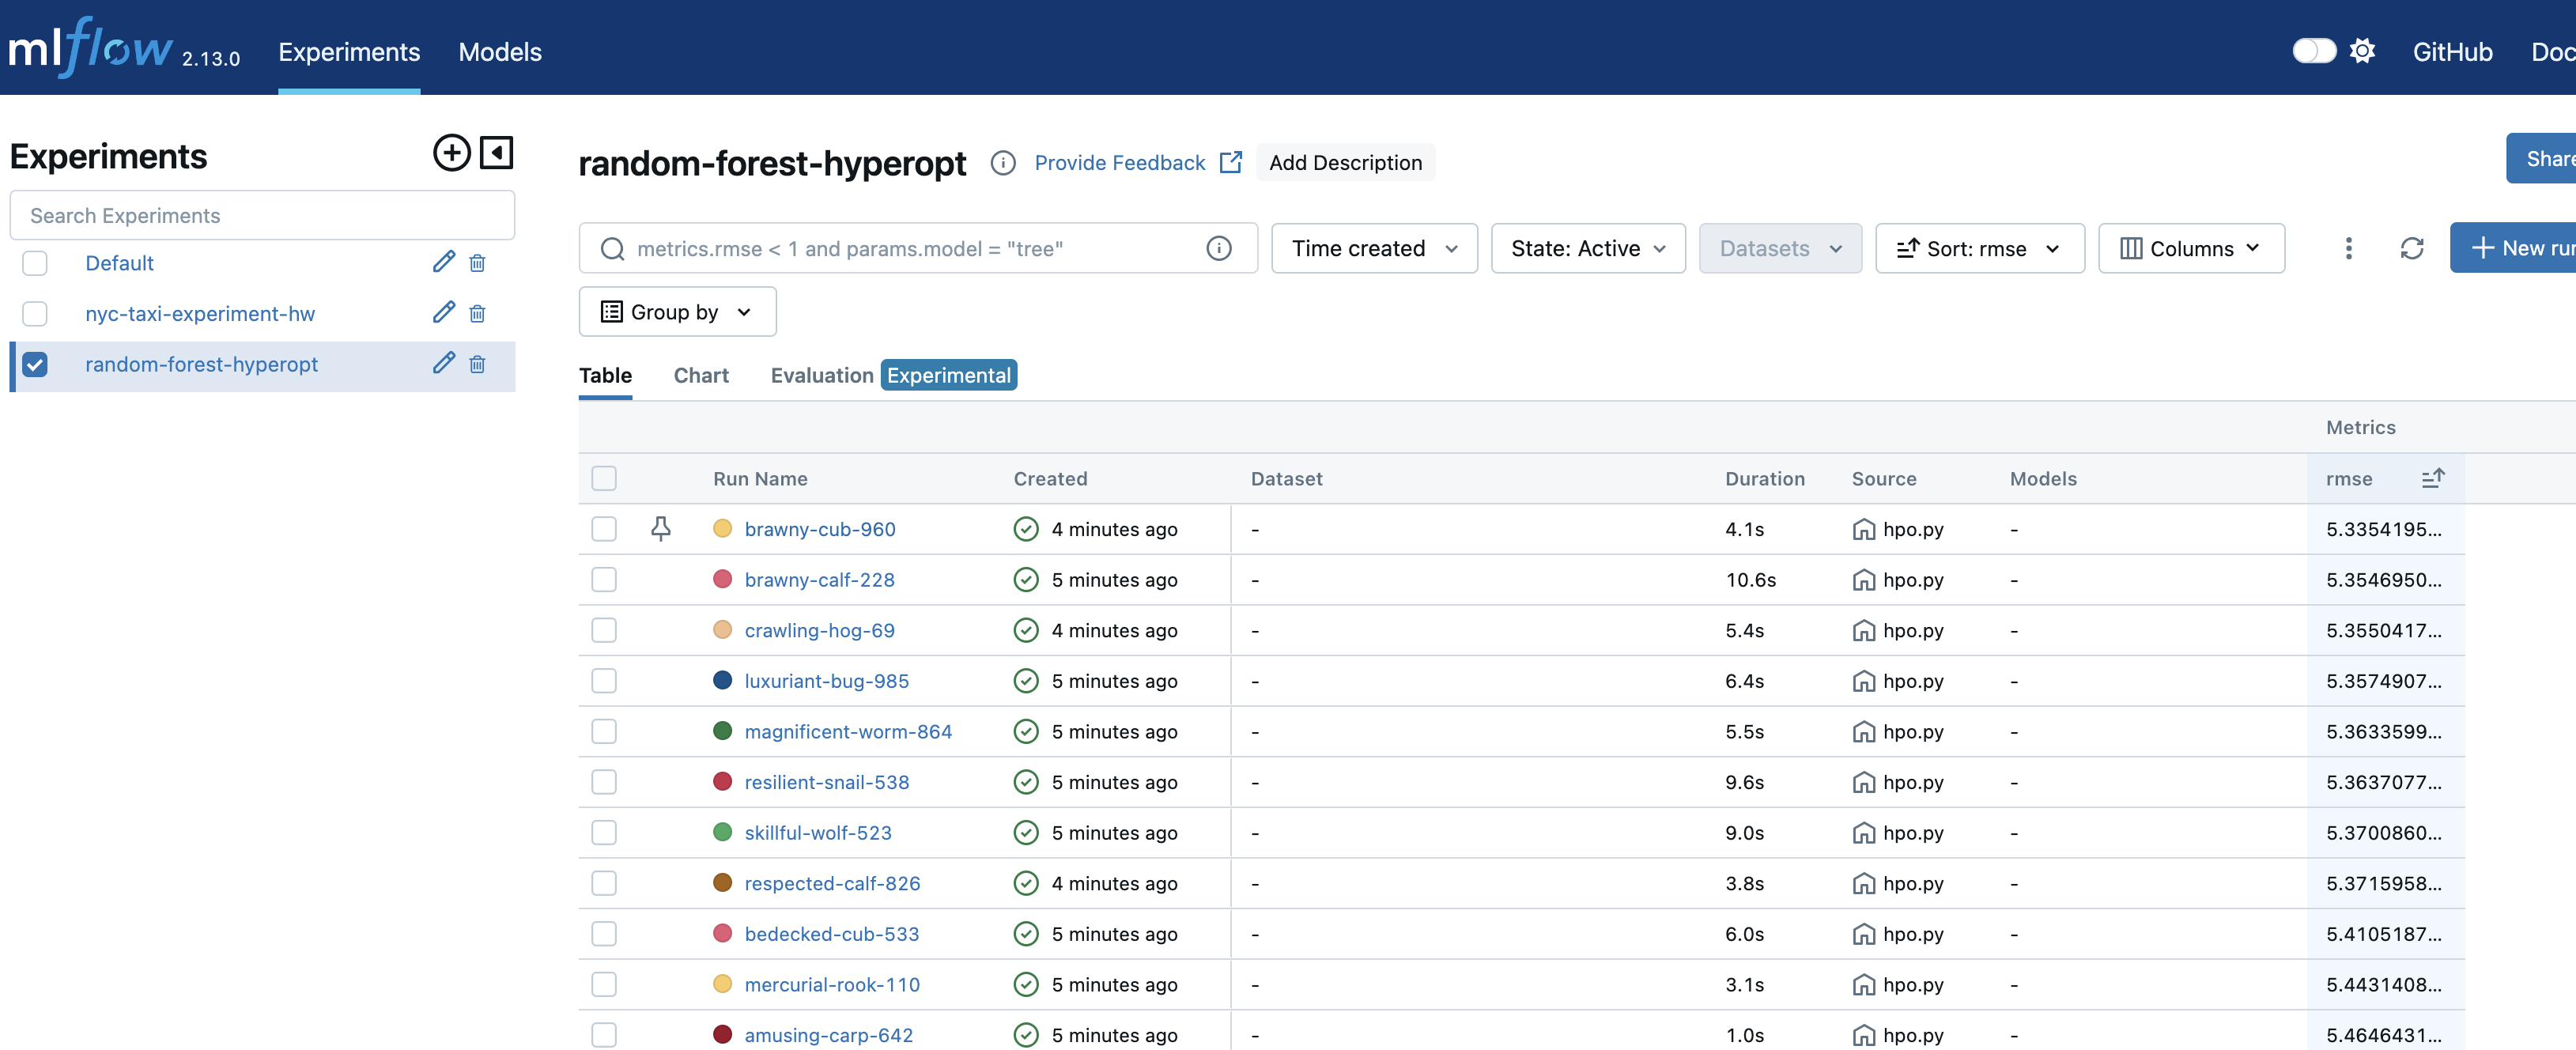 mlflow 2.13.0 Experiments Models GitHub Doc
Experiments
Search Experiments
Default
nyc-taxi-experiment-hw
random-forest-hyperopt
random-forest-hyperopt Provide Feedback Add Description Share
metrics.rmse < 1 and params.model = "tree" Time created State: Active Datasets Sort: rmse Columns + New run
Group by
Table Chart Evaluation Experimental
Metrics
Run Name Created Dataset Duration Source Models rmse
brawny-cub-960 4 minutes ago - 4.1s hpo.py - 5.3354195...
brawny-calf-228 5 minutes ago - 10.6s hpo.py - 5.3546950...
crawling-hog-69 4 minutes ago - 5.4s hpo.py - 5.3550417...
luxuriant-bug-985 5 minutes ago - 6.4s hpo.py - 5.3574907...
magnificent-worm-864 5 minutes ago - 5.5s hpo.py - 5.3633599...
resilient-snail-538 5 minutes ago - 9.6s hpo.py - 5.3637077...
skillful-wolf-523 5 minutes ago - 9.0s hpo.py - 5.3700860...
respected-calf-826 4 minutes ago - 3.8s hpo.py - 5.3715958...
bedecked-cub-533 5 minutes ago - 6.0s hpo.py - 5.4105187...
mercurial-rook-110 5 minutes ago - 3.1s hpo.py - 5.4431408...
amusing-carp-642 5 minutes ago - 1.0s hpo.py - 5.4646431...